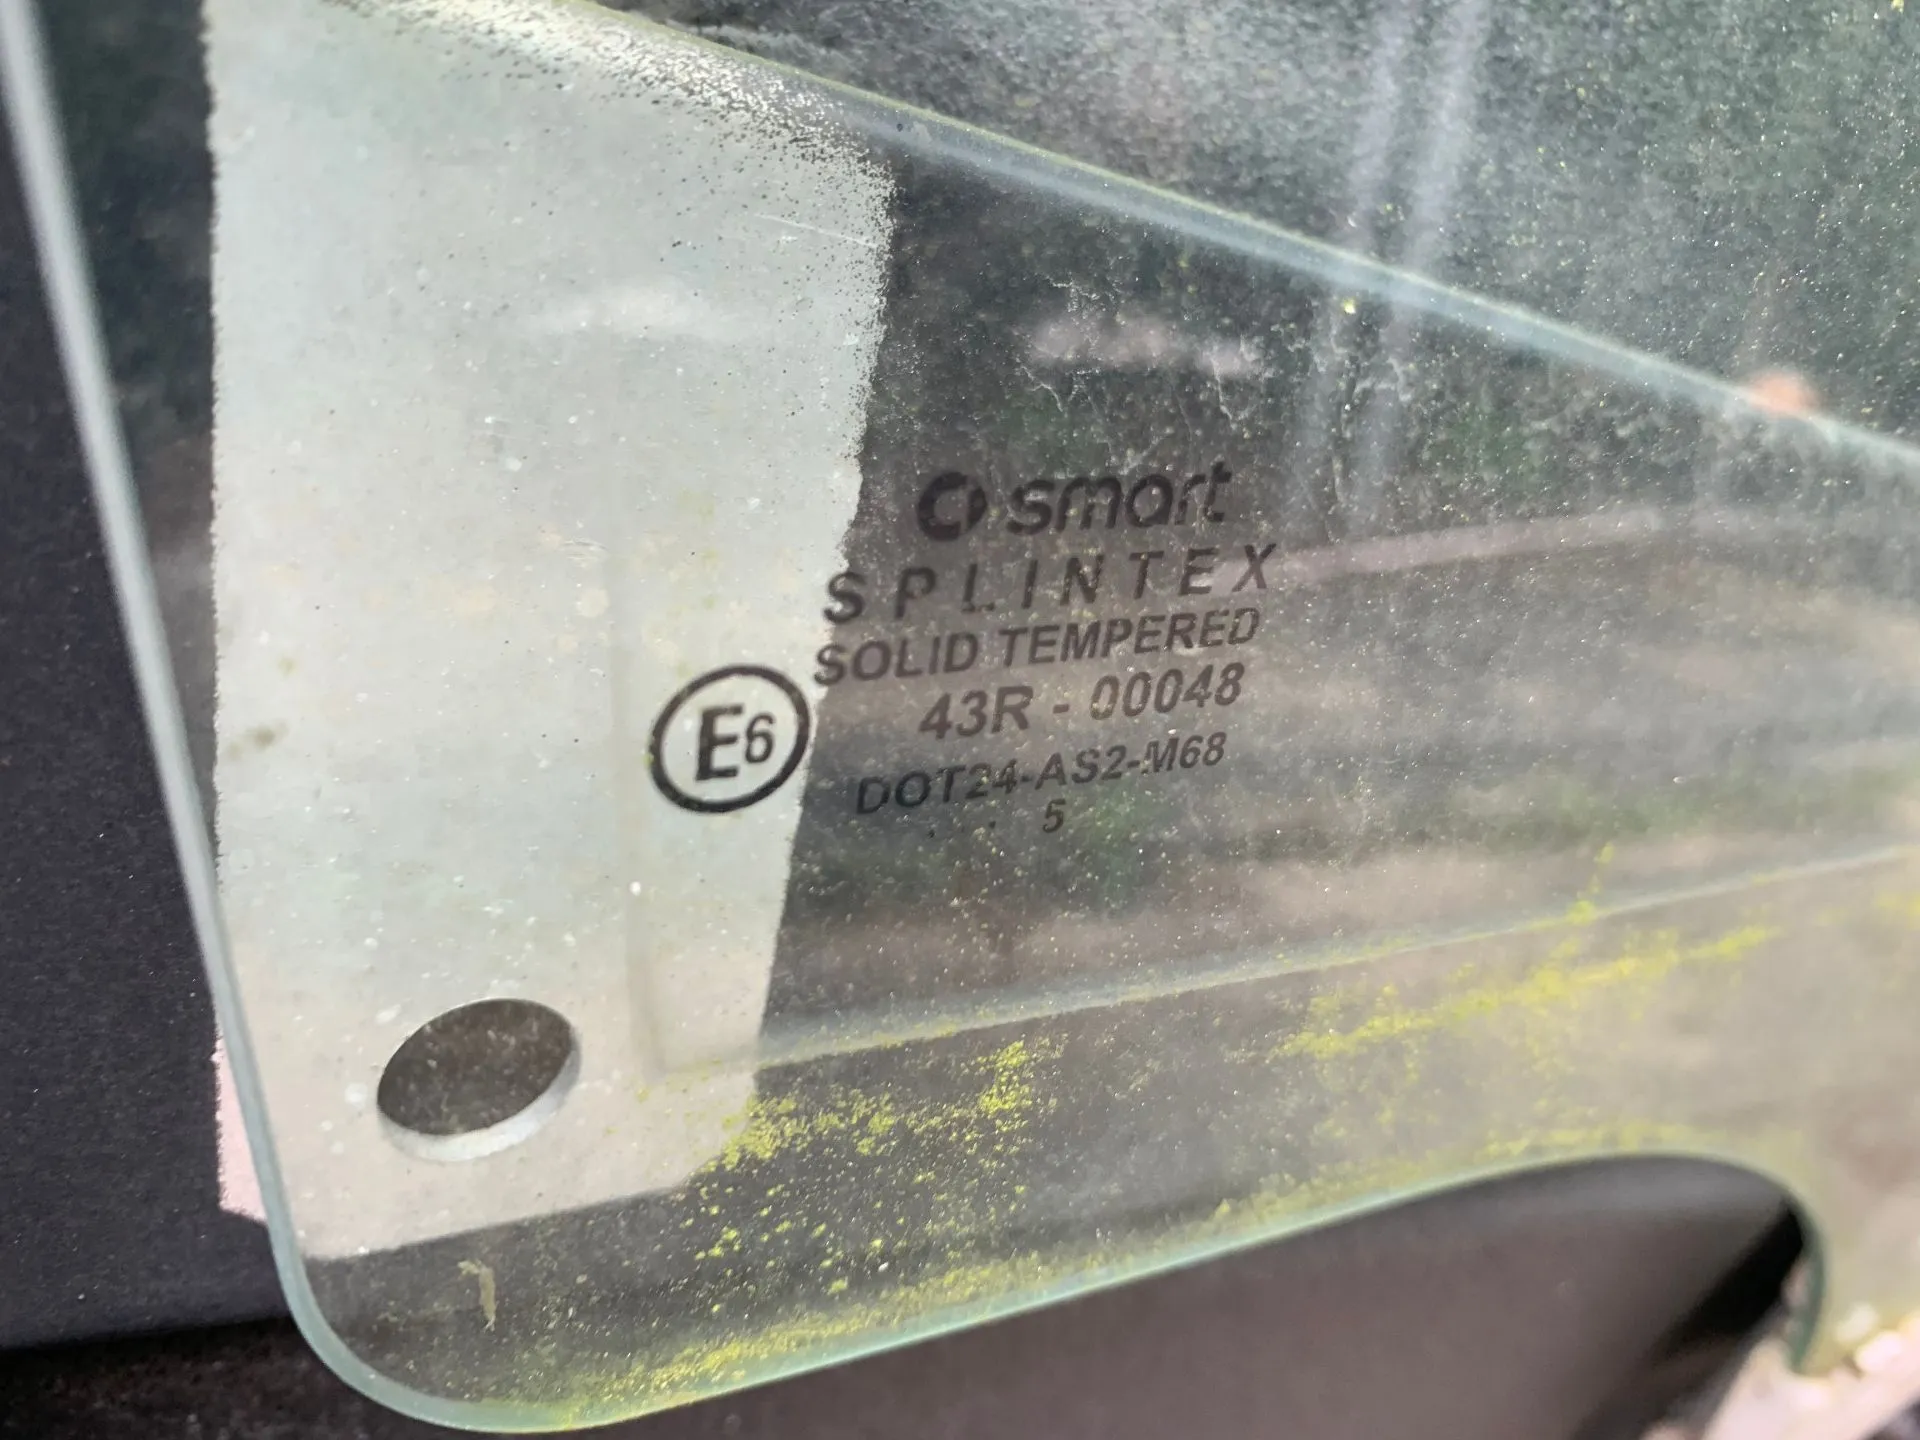 smart
SPLINTEX
SOLID TEMPERED
43R - 00048
E6
DOT24-AS2-M68
. . 5